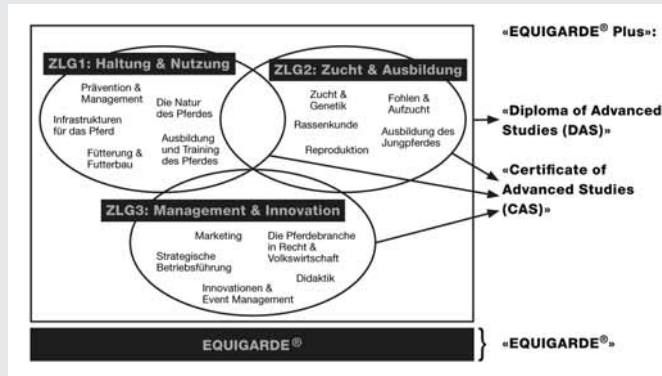 «EQUIGARDE® Plus»:
ZLG1: Haltung & Nutzung
Prävention &
Management
Die Natur
des Pferdes
Infrastrukturen
für das Pferd
Ausbildung
und Training
des Pferdes
Fütterung &
Futterbau
ZLG2: Zucht & Ausbildung
Zucht &
Genetik
Fohlen &
Aufzucht
Rassenkunde
Ausbildung des
Jungpferdes
Reproduktion
«Diploma of Advanced
Studies (DAS)»
«Certificate of
Advanced Studies
(CAS)»
ZLG3: Management & Innovation
Marketing
Die Pferdebranche
in Recht &
Volkswirtschaft
Strategische
Betriebsführung
Didaktik
Innovationen &
Event Management
EQUIGARDE®
«EQUIGARDE®»